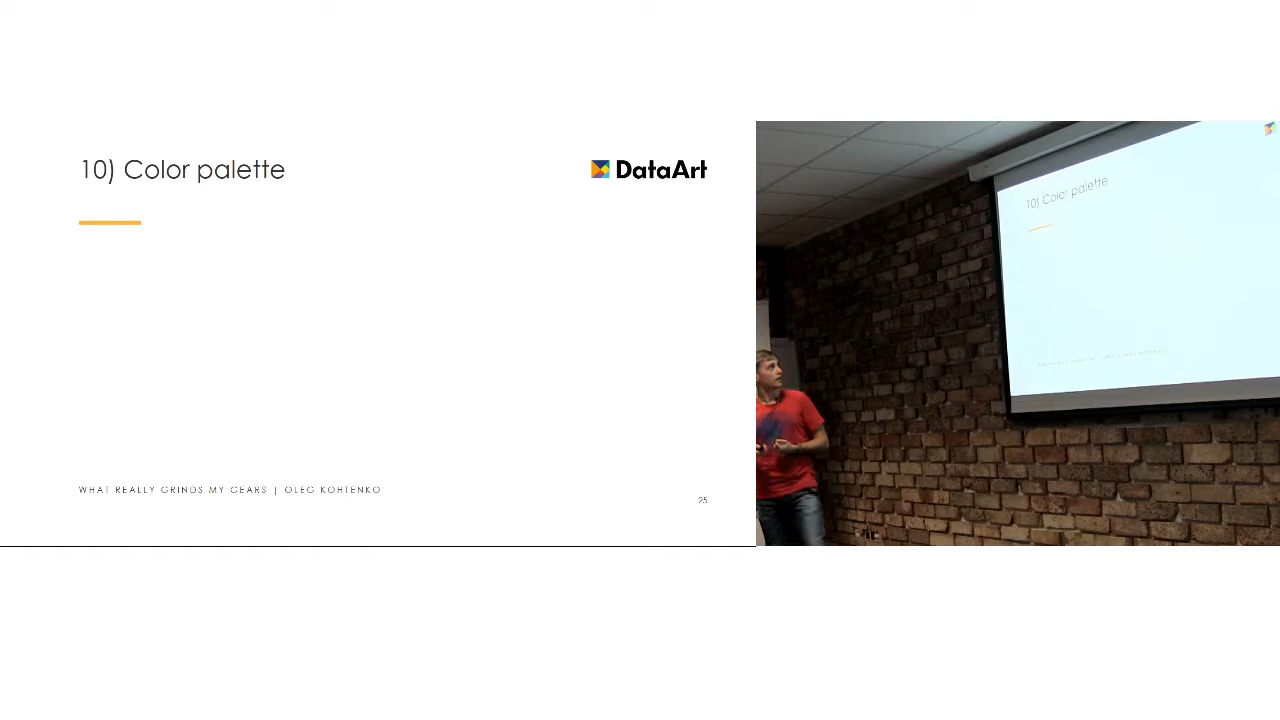 10) Color palette
DataArt
WHAT REALLY GRINDS MY GEARS | OLEG KOHTENKO
25
10) Color palette